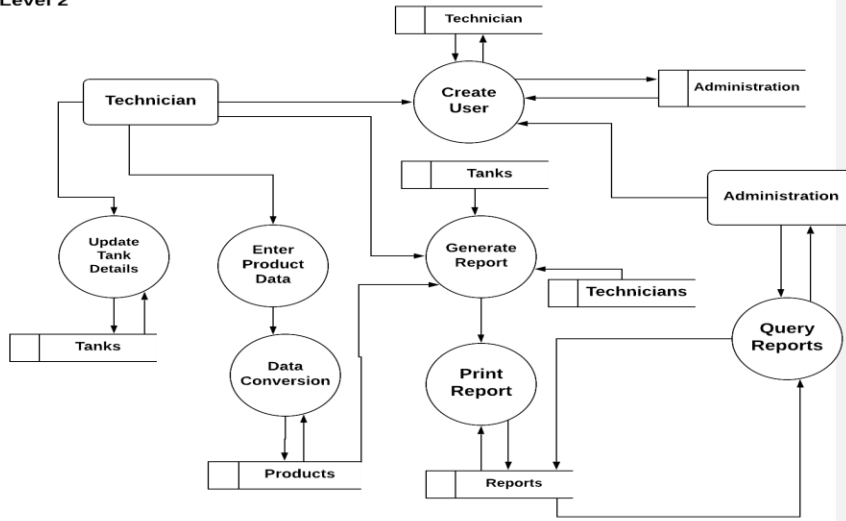 Level 2
Technician
Technician
Create
User
Administration
Tanks
Administration
Update
Tank
Details
Enter
Product
Data
Generate
Report
Technicians
Tanks
Data
Conversion
Print
Report
Query
Reports
Products
Reports